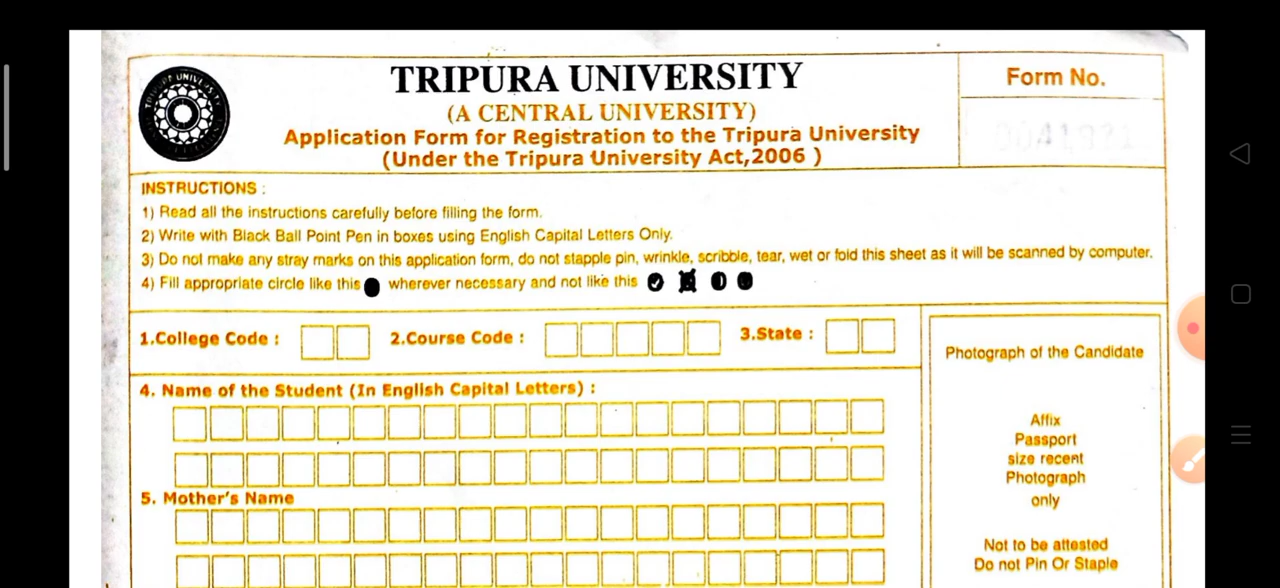 TRIPURA UNIVERSITY
(A CENTRAL UNIVERSITY)
Application Form for Registration to the Tripura University
(Under the Tripura University Act,2006 )
Form No.
INSTRUCTIONS :
1) Read all the instructions carefully before filling the form.
2) Write with Black Ball Point Pen in boxes using English Capital Letters Only.
3) Do not make any stray marks on this application form, do not stapple pin, wrinkle, scribble, tear, wet or fold this sheet as it will be scanned by computer.
4) Fill appropriate circle like this wherever necessary and not like this
1.College Code :
2.Course Code :
3.State :
4. Name of the Student (In English Capital Letters) :
5. Mother's Name
Photograph of the Candidate
Affix
Passport
size recent
Photograph
only
Not to be attested
Do not Pin Or Staple